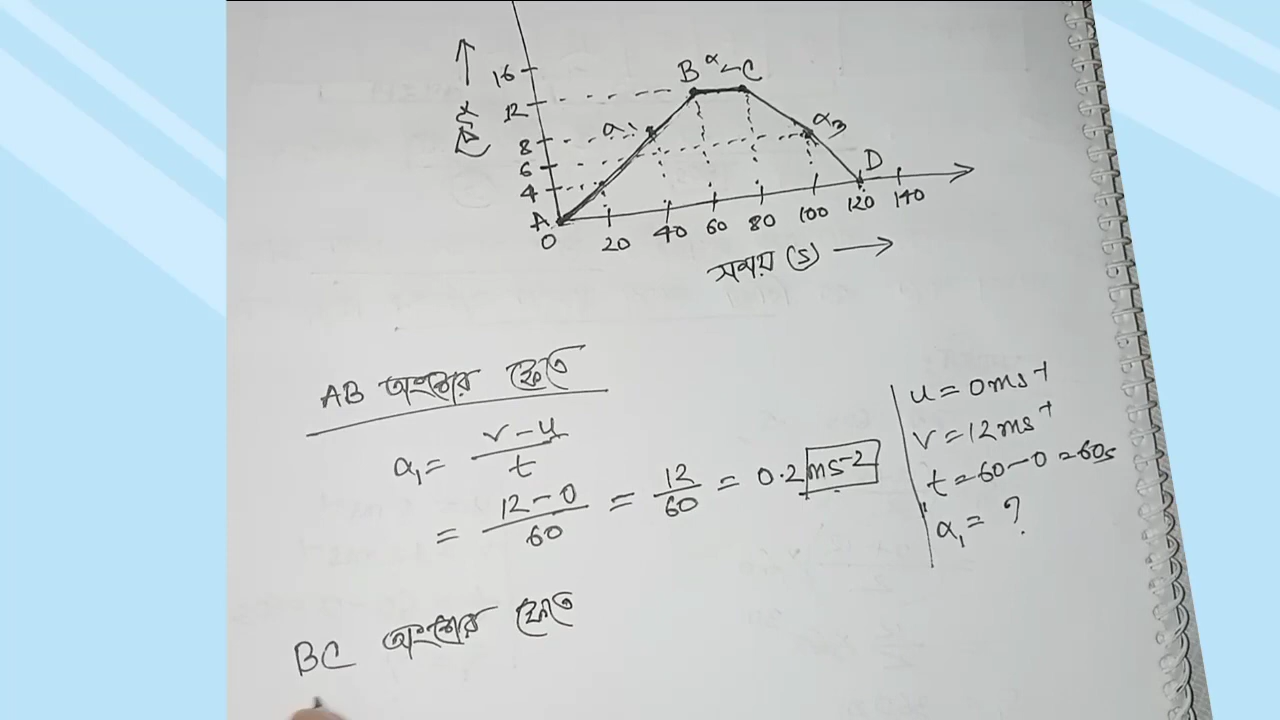 16
B α₂ C
12
বেগ
α₁
α₃
8
6
D
4
A
0 20 40 60 80 100 120 140
সময় (s)
AB অংশের ক্ষেত্রে
a₁ = v - u / t
= 12 - 0 / 60 = 12 / 60 = 0.2 ms⁻²
u = 0 ms⁻¹
v = 12 ms⁻¹
t = 60 - 0 = 60s
a₁ = ?
BC অংশের ক্ষেত্রে